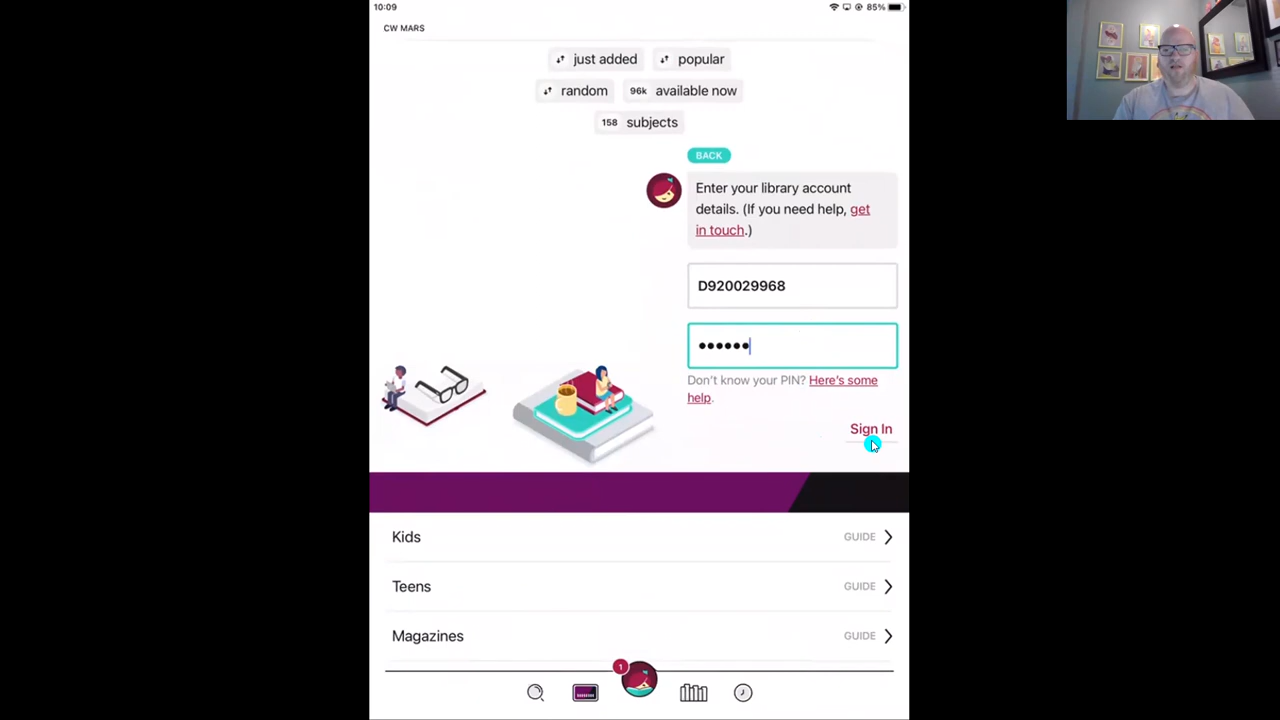 10:09
85%
CW MARS
just added
popular
random
96k available now
158 subjects
BACK
Enter your library account
details. (If you need help, get
in touch.)
D920029968
••••••
Don't know your PIN? Here's some
help.
Sign In
Kids GUIDE
Teens GUIDE
Magazines GUIDE
1